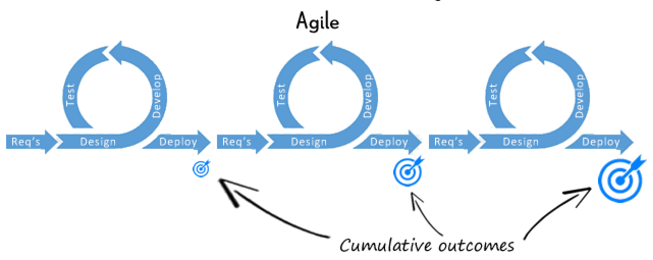 Agile
Test
Develop
Req's
Design
Deploy
Test
Develop
Req's
Design
Deploy
Test
Develop
Req's
Design
Deploy
Cumulative outcomes